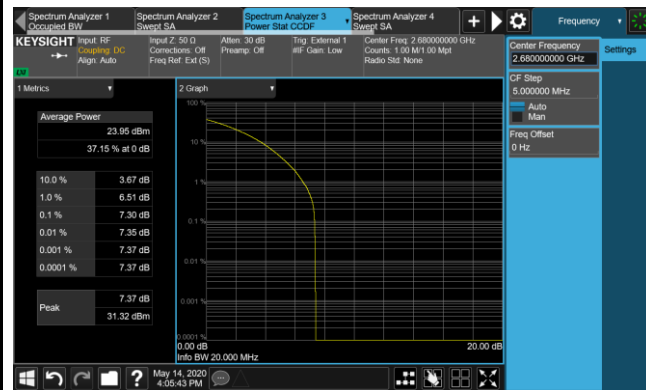 Spectrum Analyzer 1
Occupied BW
Spectrum Analyzer 2
Swept SA
Spectrum Analyzer 3
Power Stat CCDF
Spectrum Analyzer 4
Swept SA
Frequency
KEYSIGHT
Input: RF
Coupling: DC
Align: Auto
Input Z: 50 Ω
Corrections: Off
Freq Ref: Ext (S)
Atten: 30 dB
Preamp: Off
Trig: External 1
#IF Gain: Low
Center Freq: 2.680000000 GHz
Counts: 1.00 M/1.00 Mpt
Radio Std: None
Center Frequency
2.680000000 GHz
Settings
CF Step
5.000000 MHz
Auto
Man
Freq Offset
0 Hz
1 Metrics
Average Power
23.95 dBm
37.15 % at 0 dB
10.0 % 3.67 dB
1.0 % 6.51 dB
0.1 % 7.30 dB
0.01 % 7.35 dB
0.001 % 7.37 dB
0.0001 % 7.37 dB
Peak
7.37 dB
31.32 dBm
2 Graph
100 %
10 %
1 %
0.1 %
0.01 %
0.001 %
0.0001 %
0.00 dB
20.00 dB
Info BW 20.000 MHz
May 14, 2020
4:05:43 PM